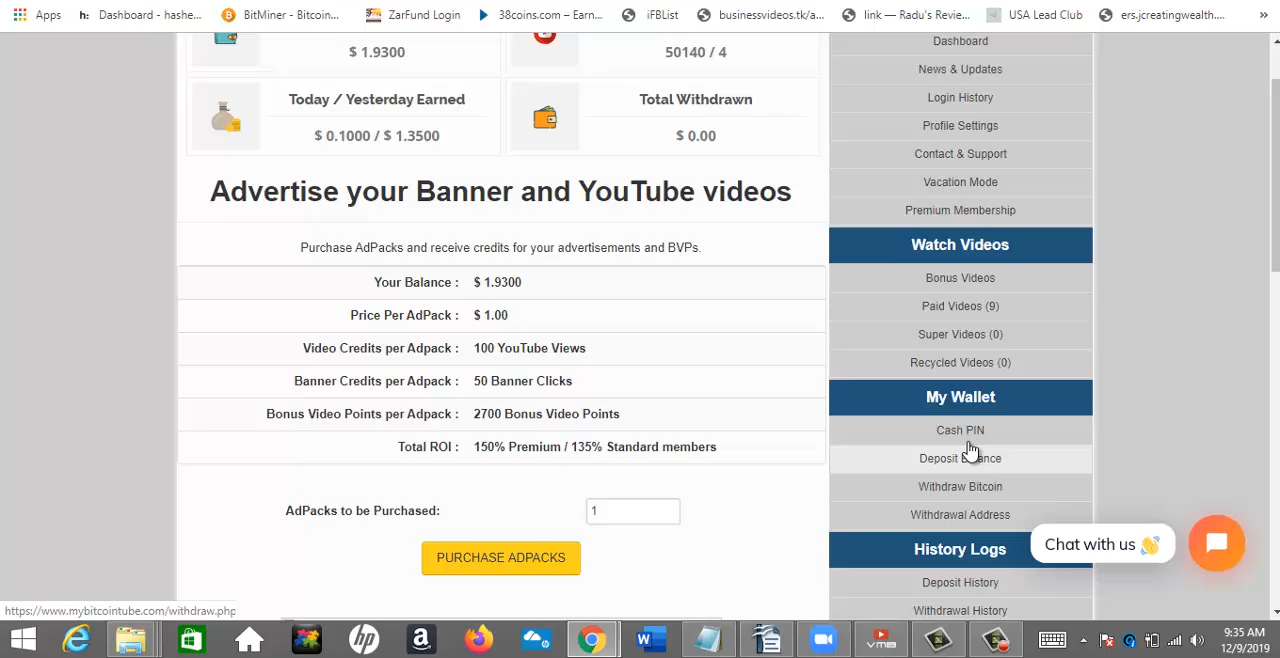 Apps
h: Dashboard - hashe...
BitMiner - Bitcoin...
ZarFund Login
38coins.com – Earn...
iFBList
businessvideos.tk/a...
link — Radu's Revie...
USA Lead Club
ers.jcreatingwealth....
»
$ 1.9300
50140 / 4
Today / Yesterday Earned
$ 0.1000 / $ 1.3500
Total Withdrawn
$ 0.00
Advertise your Banner and YouTube videos
Purchase AdPacks and receive credits for your advertisements and BVPs.
Your Balance : $ 1.9300
Price Per AdPack : $ 1.00
Video Credits per Adpack : 100 YouTube Views
Banner Credits per Adpack : 50 Banner Clicks
Bonus Video Points per Adpack : 2700 Bonus Video Points
Total ROI : 150% Premium / 135% Standard members
AdPacks to be Purchased: 1
PURCHASE ADPACKS
Dashboard
News & Updates
Login History
Profile Settings
Contact & Support
Vacation Mode
Premium Membership
Watch Videos
Bonus Videos
Paid Videos (9)
Super Videos (0)
Recycled Videos (0)
My Wallet
Cash PIN
Deposit Balance
Withdraw Bitcoin
Withdrawal Address
History Logs
Deposit History
Withdrawal History
Chat with us 👋
https://www.mybitcointube.com/withdraw.php
hp
VMIB
9:35 AM
12/9/2019